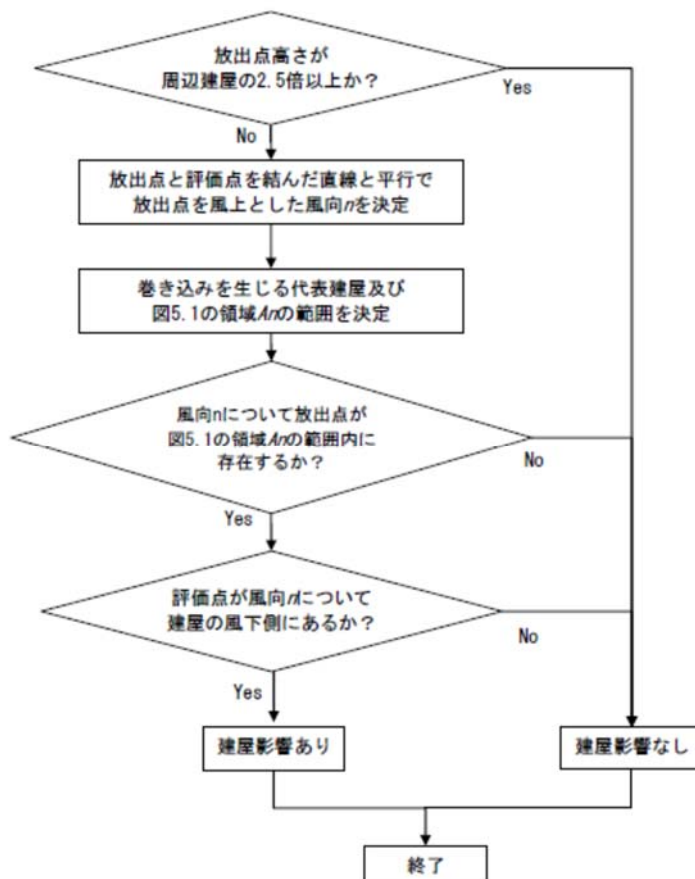 放出点高さが
周辺建屋の2.5倍以上か？
Yes
No
放出点と評価点を結んだ直線と平行で
放出点を風上とした風向nを決定
巻き込みを生じる代表建屋及び
図5.1の領域Anの範囲を決定
風向nについて放出点が
図5.1の領域Anの範囲内に
存在するか？
No
Yes
評価点が風向nについて
建屋の風下側にあるか？
No
Yes
建屋影響あり
建屋影響なし
終了